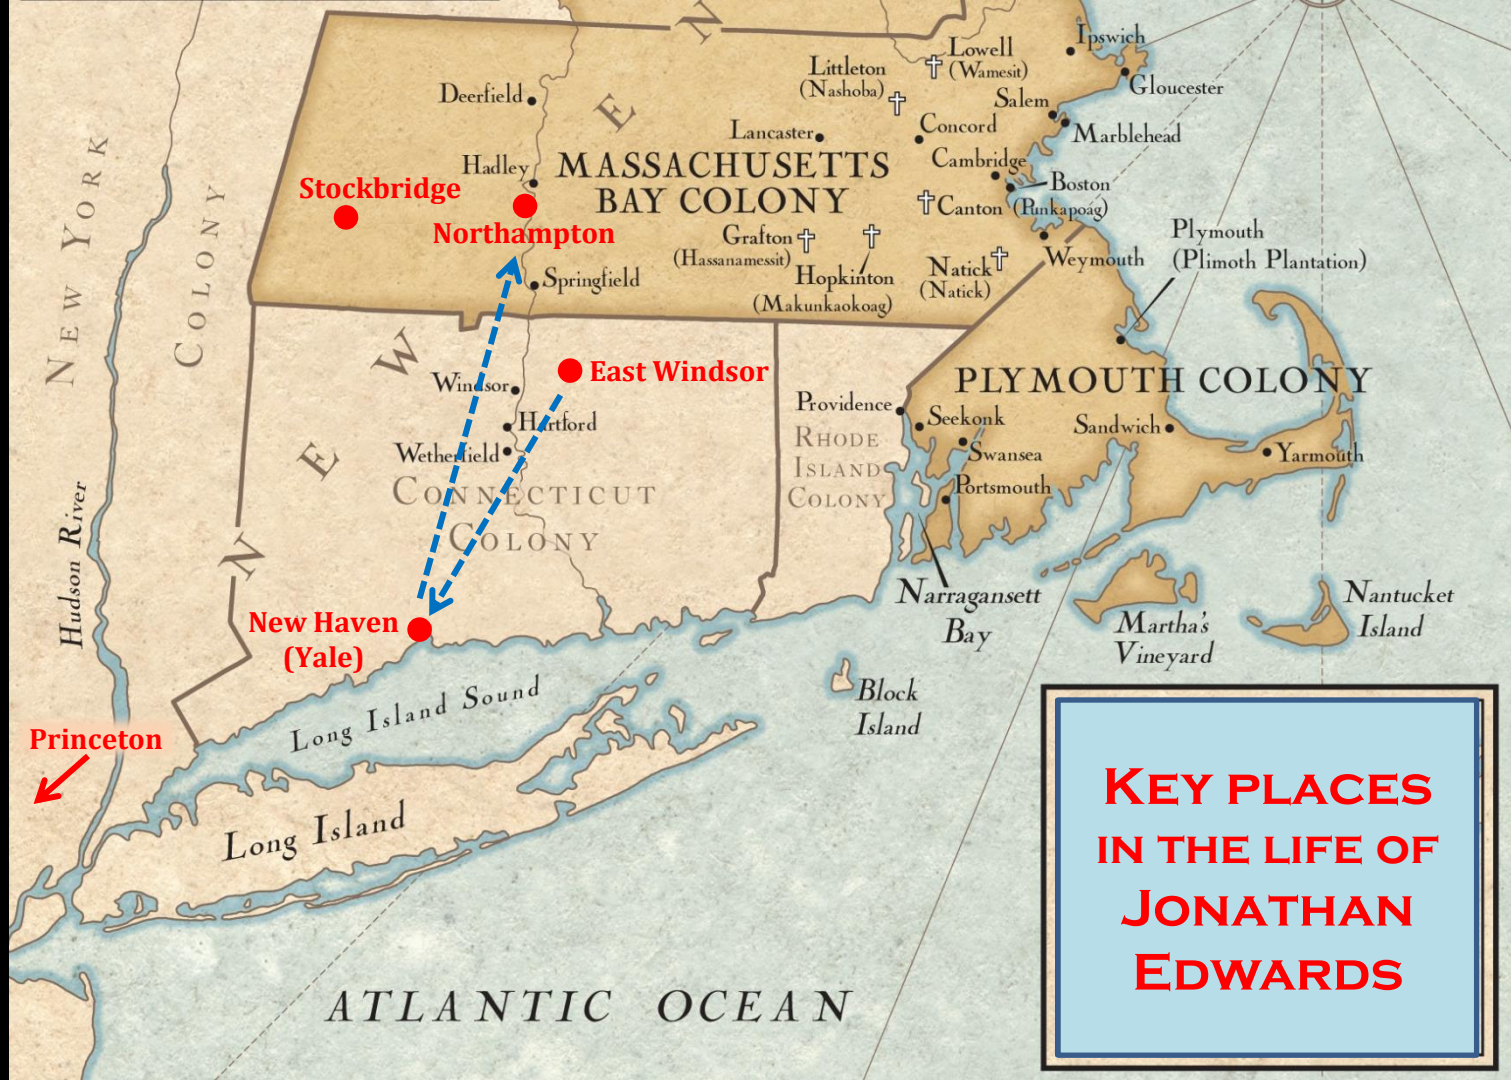 NEW YORK
COLONY
NEW EN
Deerfield
Hadley
Stockbridge
Northampton
Springfield
MASSACHUSETTS
BAY COLONY
Littleton
(Nashoba)
Lowell
(Wamesit)
Ipswich
Gloucester
Salem
Marblehead
Lancaster
Concord
Cambridge
Boston
Canton (Punkapoag)
Grafton
(Hassanamessit)
Hopkinton
(Makunkaokoag)
Natick
(Natick)
Weymouth
Plymouth
(Plimoth Plantation)
East Windsor
Windsor
Hartford
Wetherfield
CONNECTICUT
COLONY
PLYMOUTH COLONY
Providence
RHODE
ISLAND
COLONY
Seekonk
Swansea
Portsmouth
Sandwich
Yarmouth
Hudson River
New Haven
(Yale)
Narragansett
Bay
Martha's
Vineyard
Nantucket
Island
Block
Island
Long Island Sound
Princeton
Long Island
ATLANTIC OCEAN
KEY PLACES
IN THE LIFE OF
JONATHAN
EDWARDS